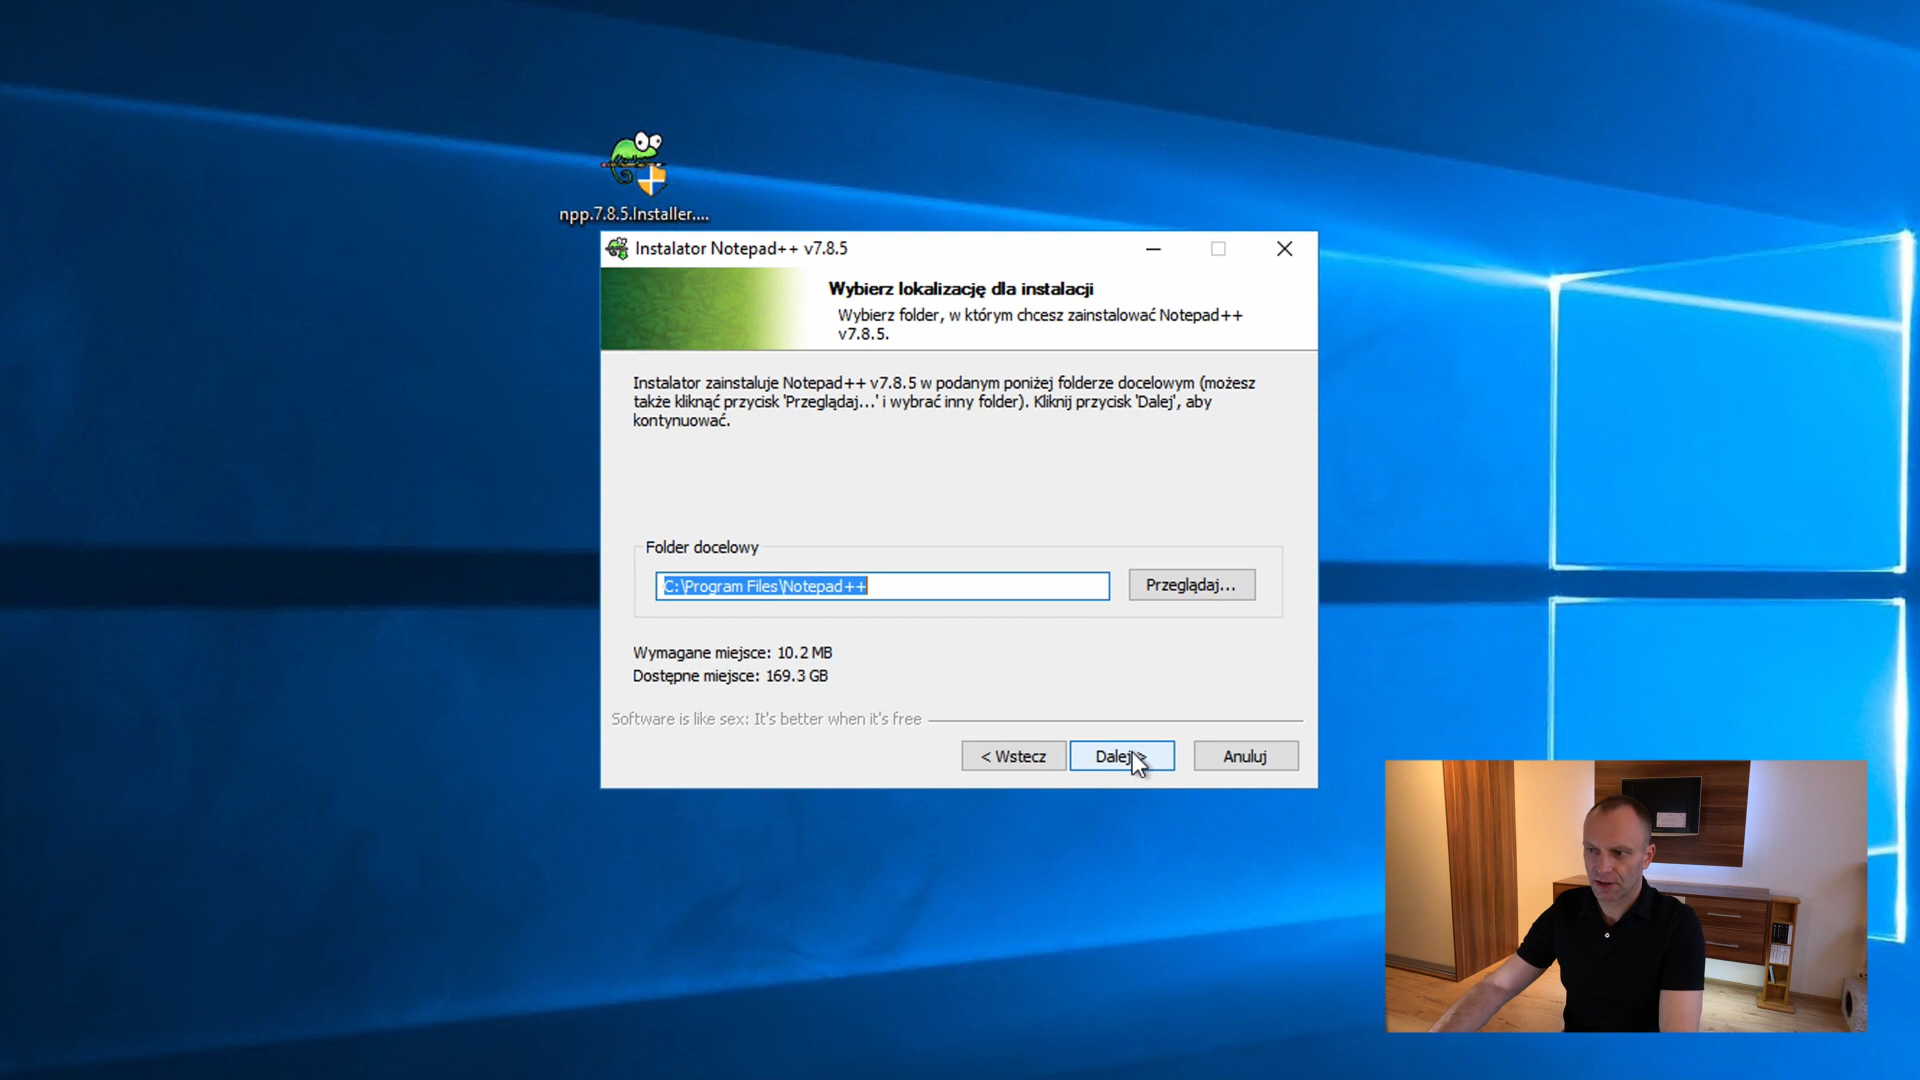 npp.7.8.5.Installer....
Instalator Notepad++ v7.8.5
Wybierz lokalizację dla instalacji
Wybierz folder, w którym chcesz zainstalować Notepad++
v7.8.5.
Instalator zainstaluje Notepad++ v7.8.5 w podanym poniżej folderze docelowym (możesz
także kliknąć przycisk 'Przeglądaj...' i wybrać inny folder). Kliknij przycisk 'Dalej', aby
kontynuować.
Folder docelowy
C:\Program Files\Notepad++
Przeglądaj...
Wymagane miejsce: 10.2 MB
Dostępne miejsce: 169.3 GB
Software is like sex: It's better when it's free
< Wstecz
Dalej >
Anuluj